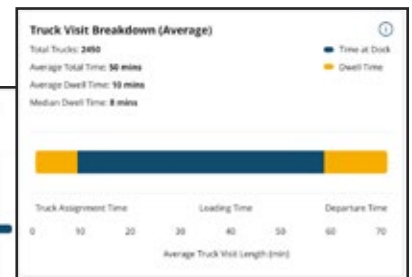 Truck Visit Breakdown (Average)
Total Trucks: 2450
Average Total Time: 50 mins
Average Dwell Time: 10 mins
Median Dwell Time: 8 mins
Time at Dock
Dwell Time
Truck Assignment Time Loading Time Departure Time
0 10 20 30 40 50 60 70
Average Truck Visit Length (min)